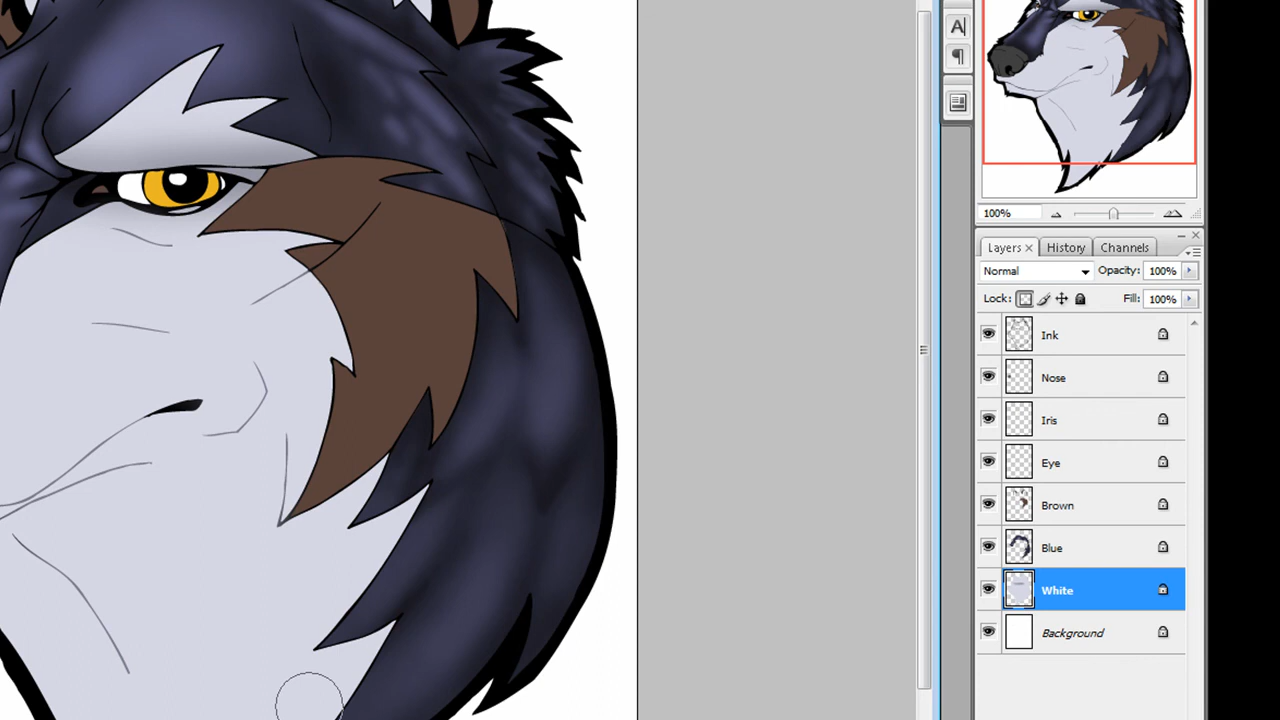 A
¶
100%
Layers × History Channels
Normal Opacity: 100%
Lock: Fill: 100%
Ink
Nose
Iris
Eye
Brown
Blue
White
Background